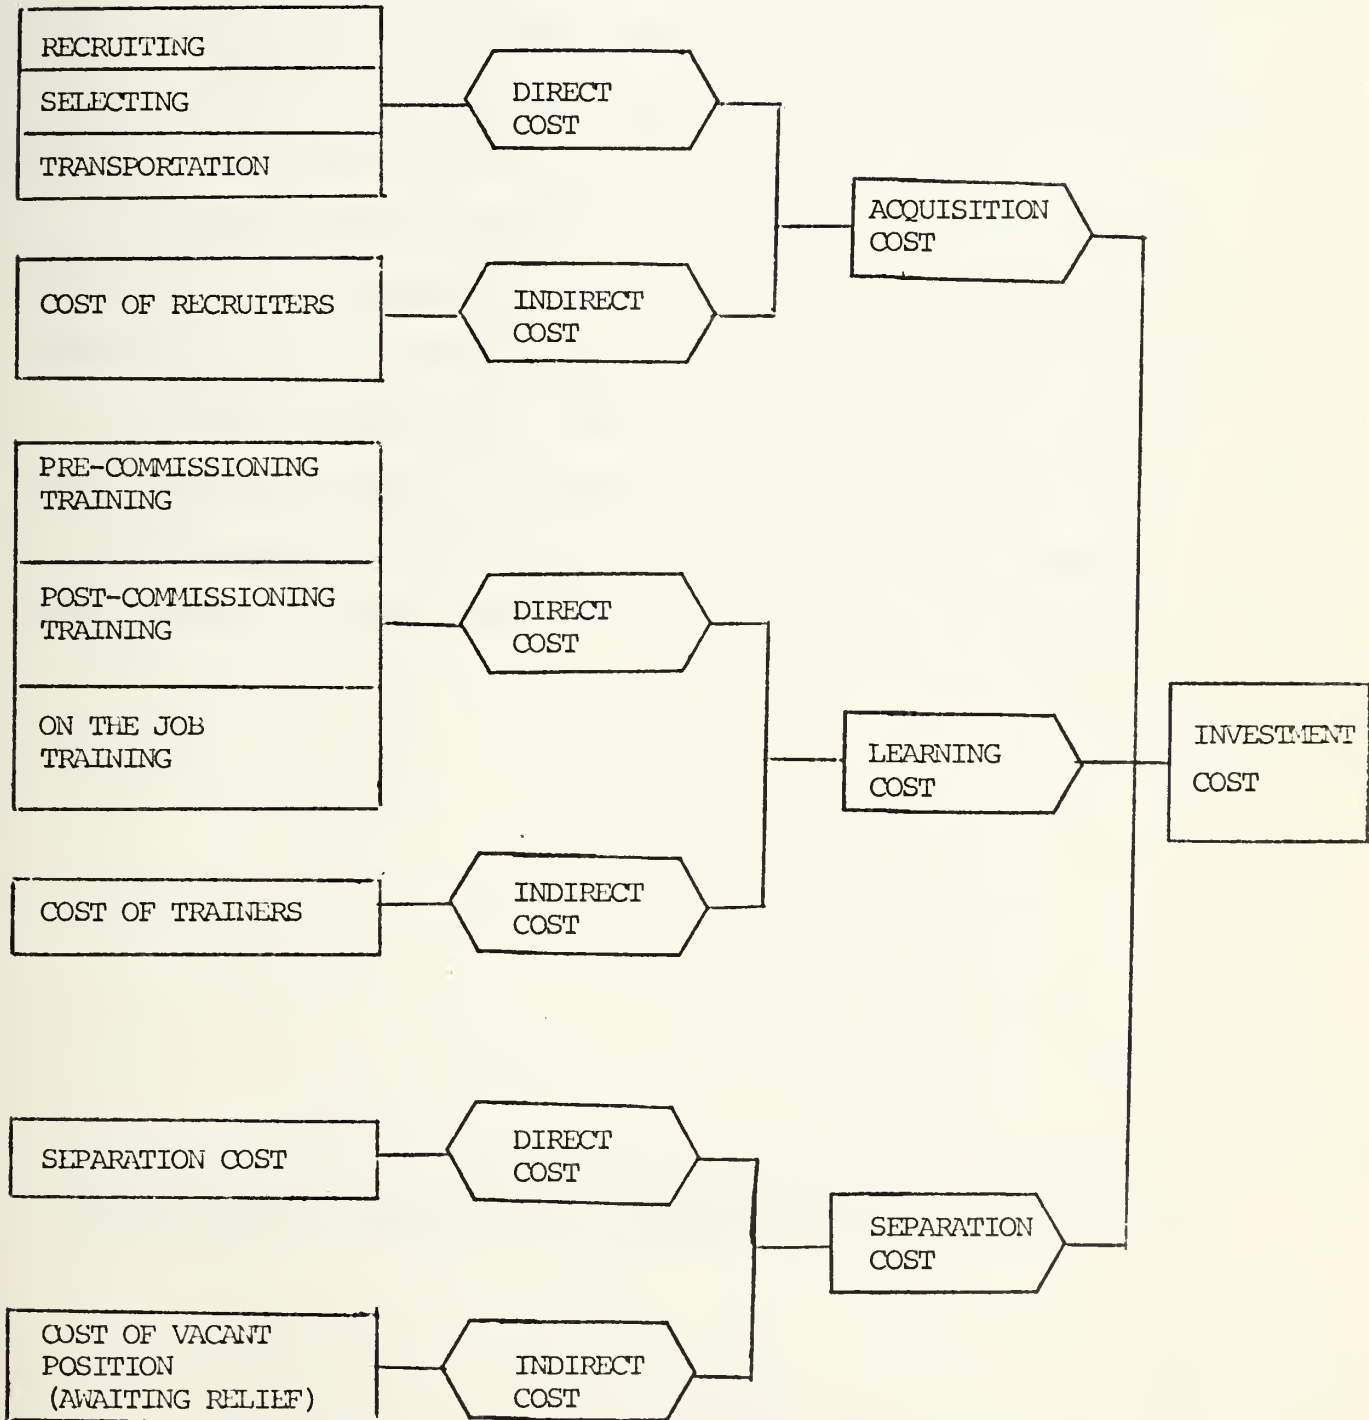 RECRUITING
SELECTING
TRANSPORTATION
DIRECT
COST
ACQUISITION
COST
COST OF RECRUITERS
INDIRECT
COST
PRE-COMMISSIONING
TRAINING
POST-COMMISSIONING
TRAINING
ON THE JOB
TRAINING
DIRECT
COST
LEARNING
COST
INVESTMENT
COST
COST OF TRAINERS
INDIRECT
COST
SEPARATION COST
DIRECT
COST
SEPARATION
COST
COST OF VACANT
POSITION
(AWAITING RELIEF)
INDIRECT
COST